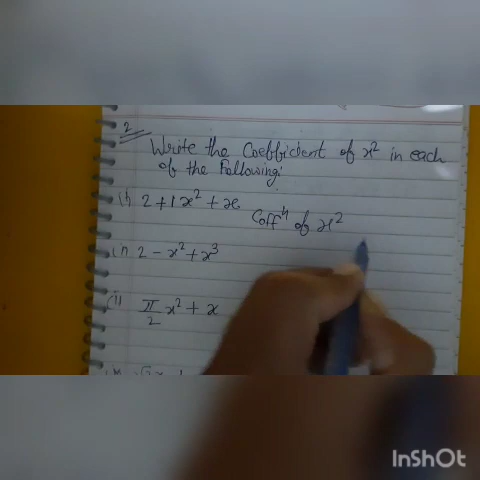 2
Write the Coefficient of x² in each
of the Following:
(i) 2 + 1x² + x
Coffⁿ of x²
(ii) 2 - x² + x³
π/2 x² + x
InShOt